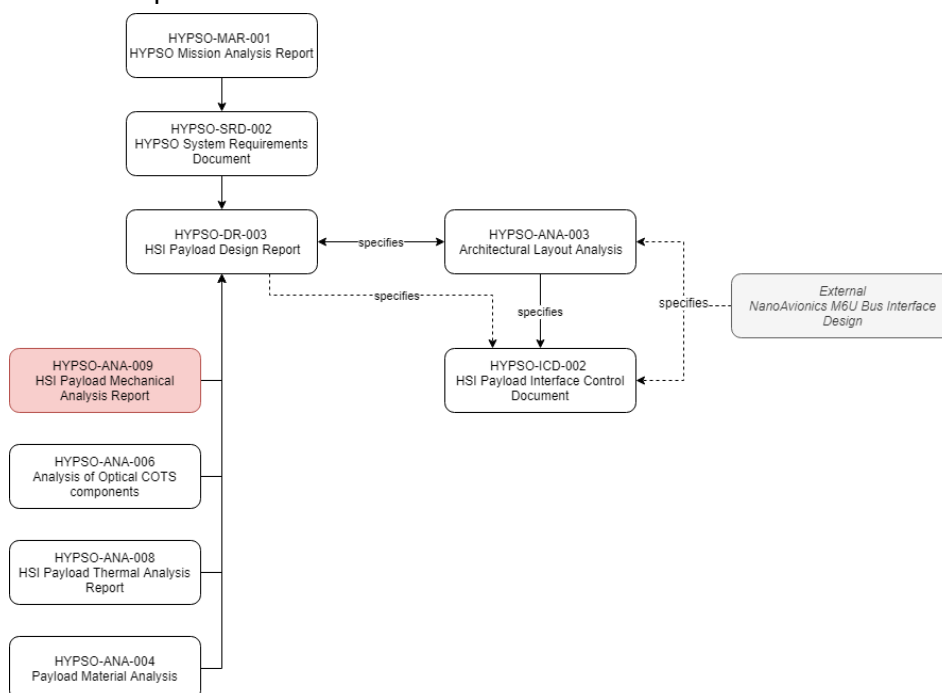 HYPSO-MAR-001
HYPSO Mission Analysis Report
HYPSO-SRD-002
HYPSO System Requirements
Document
HYPSO-DR-003
HSI Payload Design Report
specifies
HYPSO-ANA-003
Architectural Layout Analysis
specifies
specifies
specifies
External
NanoAvionics M6U Bus Interface
Design
HYPSO-ANA-009
HSI Payload Mechanical
Analysis Report
HYPSO-ICD-002
HSI Payload Interface Control
Document
HYPSO-ANA-006
Analysis of Optical COTS
components
HYPSO-ANA-008
HSI Payload Thermal Analysis
Report
HYPSO-ANA-004
Payload Material Analysis